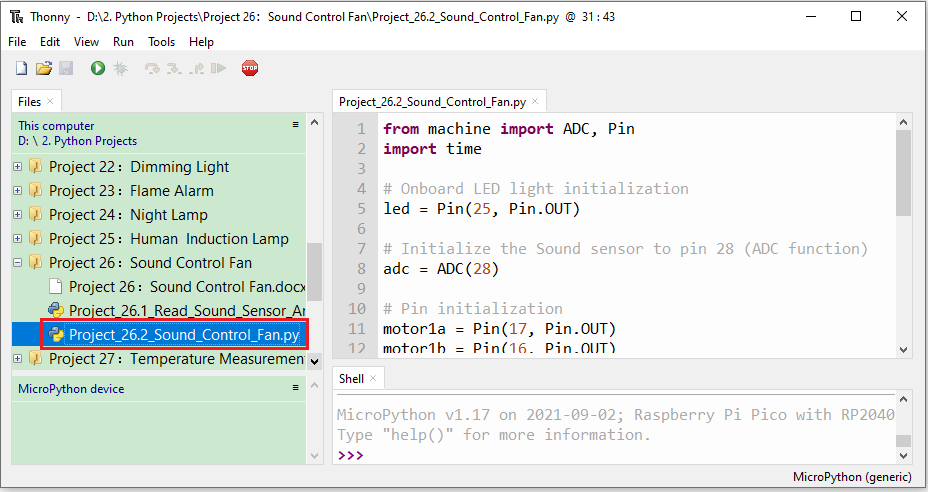 Thonny - D:\2. Python Projects\Project 26： Sound Control Fan\Project_26.2_Sound_Control_Fan.py @ 31 : 43
File Edit View Run Tools Help
STOP
Files
This computer
D: \ 2. Python Projects
Project 22：Dimming Light
Project 23：Flame Alarm
Project 24：Night Lamp
Project 25：Human Induction Lamp
Project 26：Sound Control Fan
Project 26：Sound Control Fan.docx
Project_26.1_Read_Sound_Sensor_Ar
Project_26.2_Sound_Control_Fan.py
Project 27：Temperature Measuremen
MicroPython device
Project_26.2_Sound_Control_Fan.py
1 from machine import ADC, Pin
2 import time
3
4 # Onboard LED light initialization
5 led = Pin(25, Pin.OUT)
6
7 # Initialize the Sound sensor to pin 28 (ADC function)
8 adc = ADC(28)
9
10 # Pin initialization
11 motor1a = Pin(17, Pin.OUT)
12 motor1b = Pin(16, Pin.OUT)
Shell
MicroPython v1.17 on 2021-09-02; Raspberry Pi Pico with RP2040
Type "help()" for more information.
>>>
MicroPython (generic)